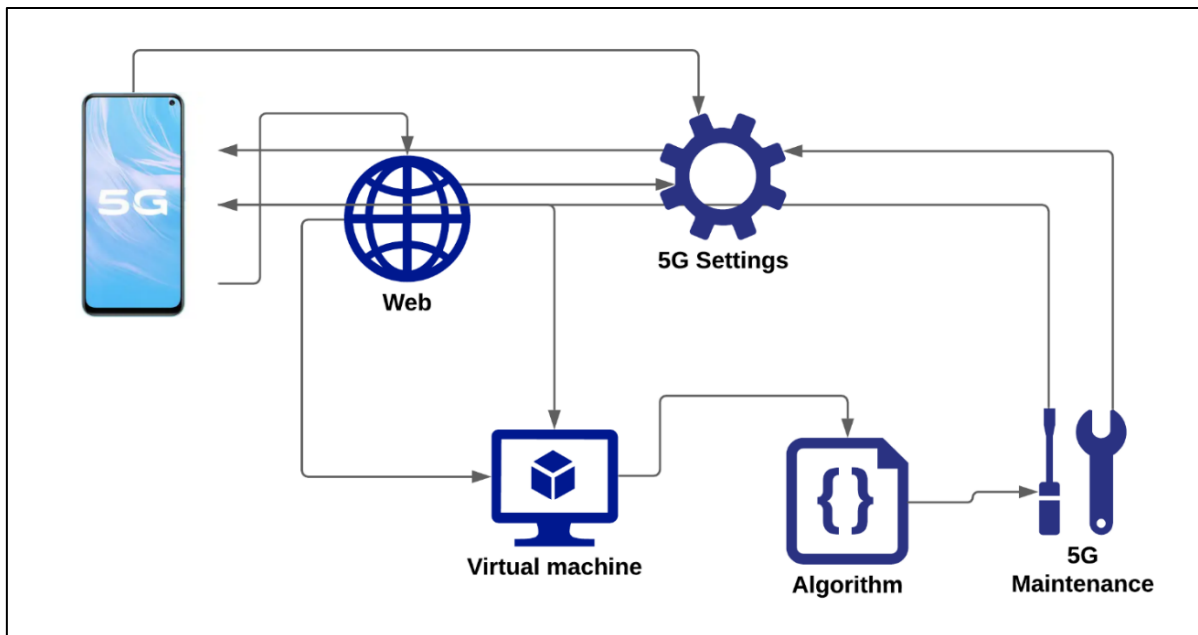 5G
5G Settings
Web
Virtual machine
Algorithm
5G
Maintenance